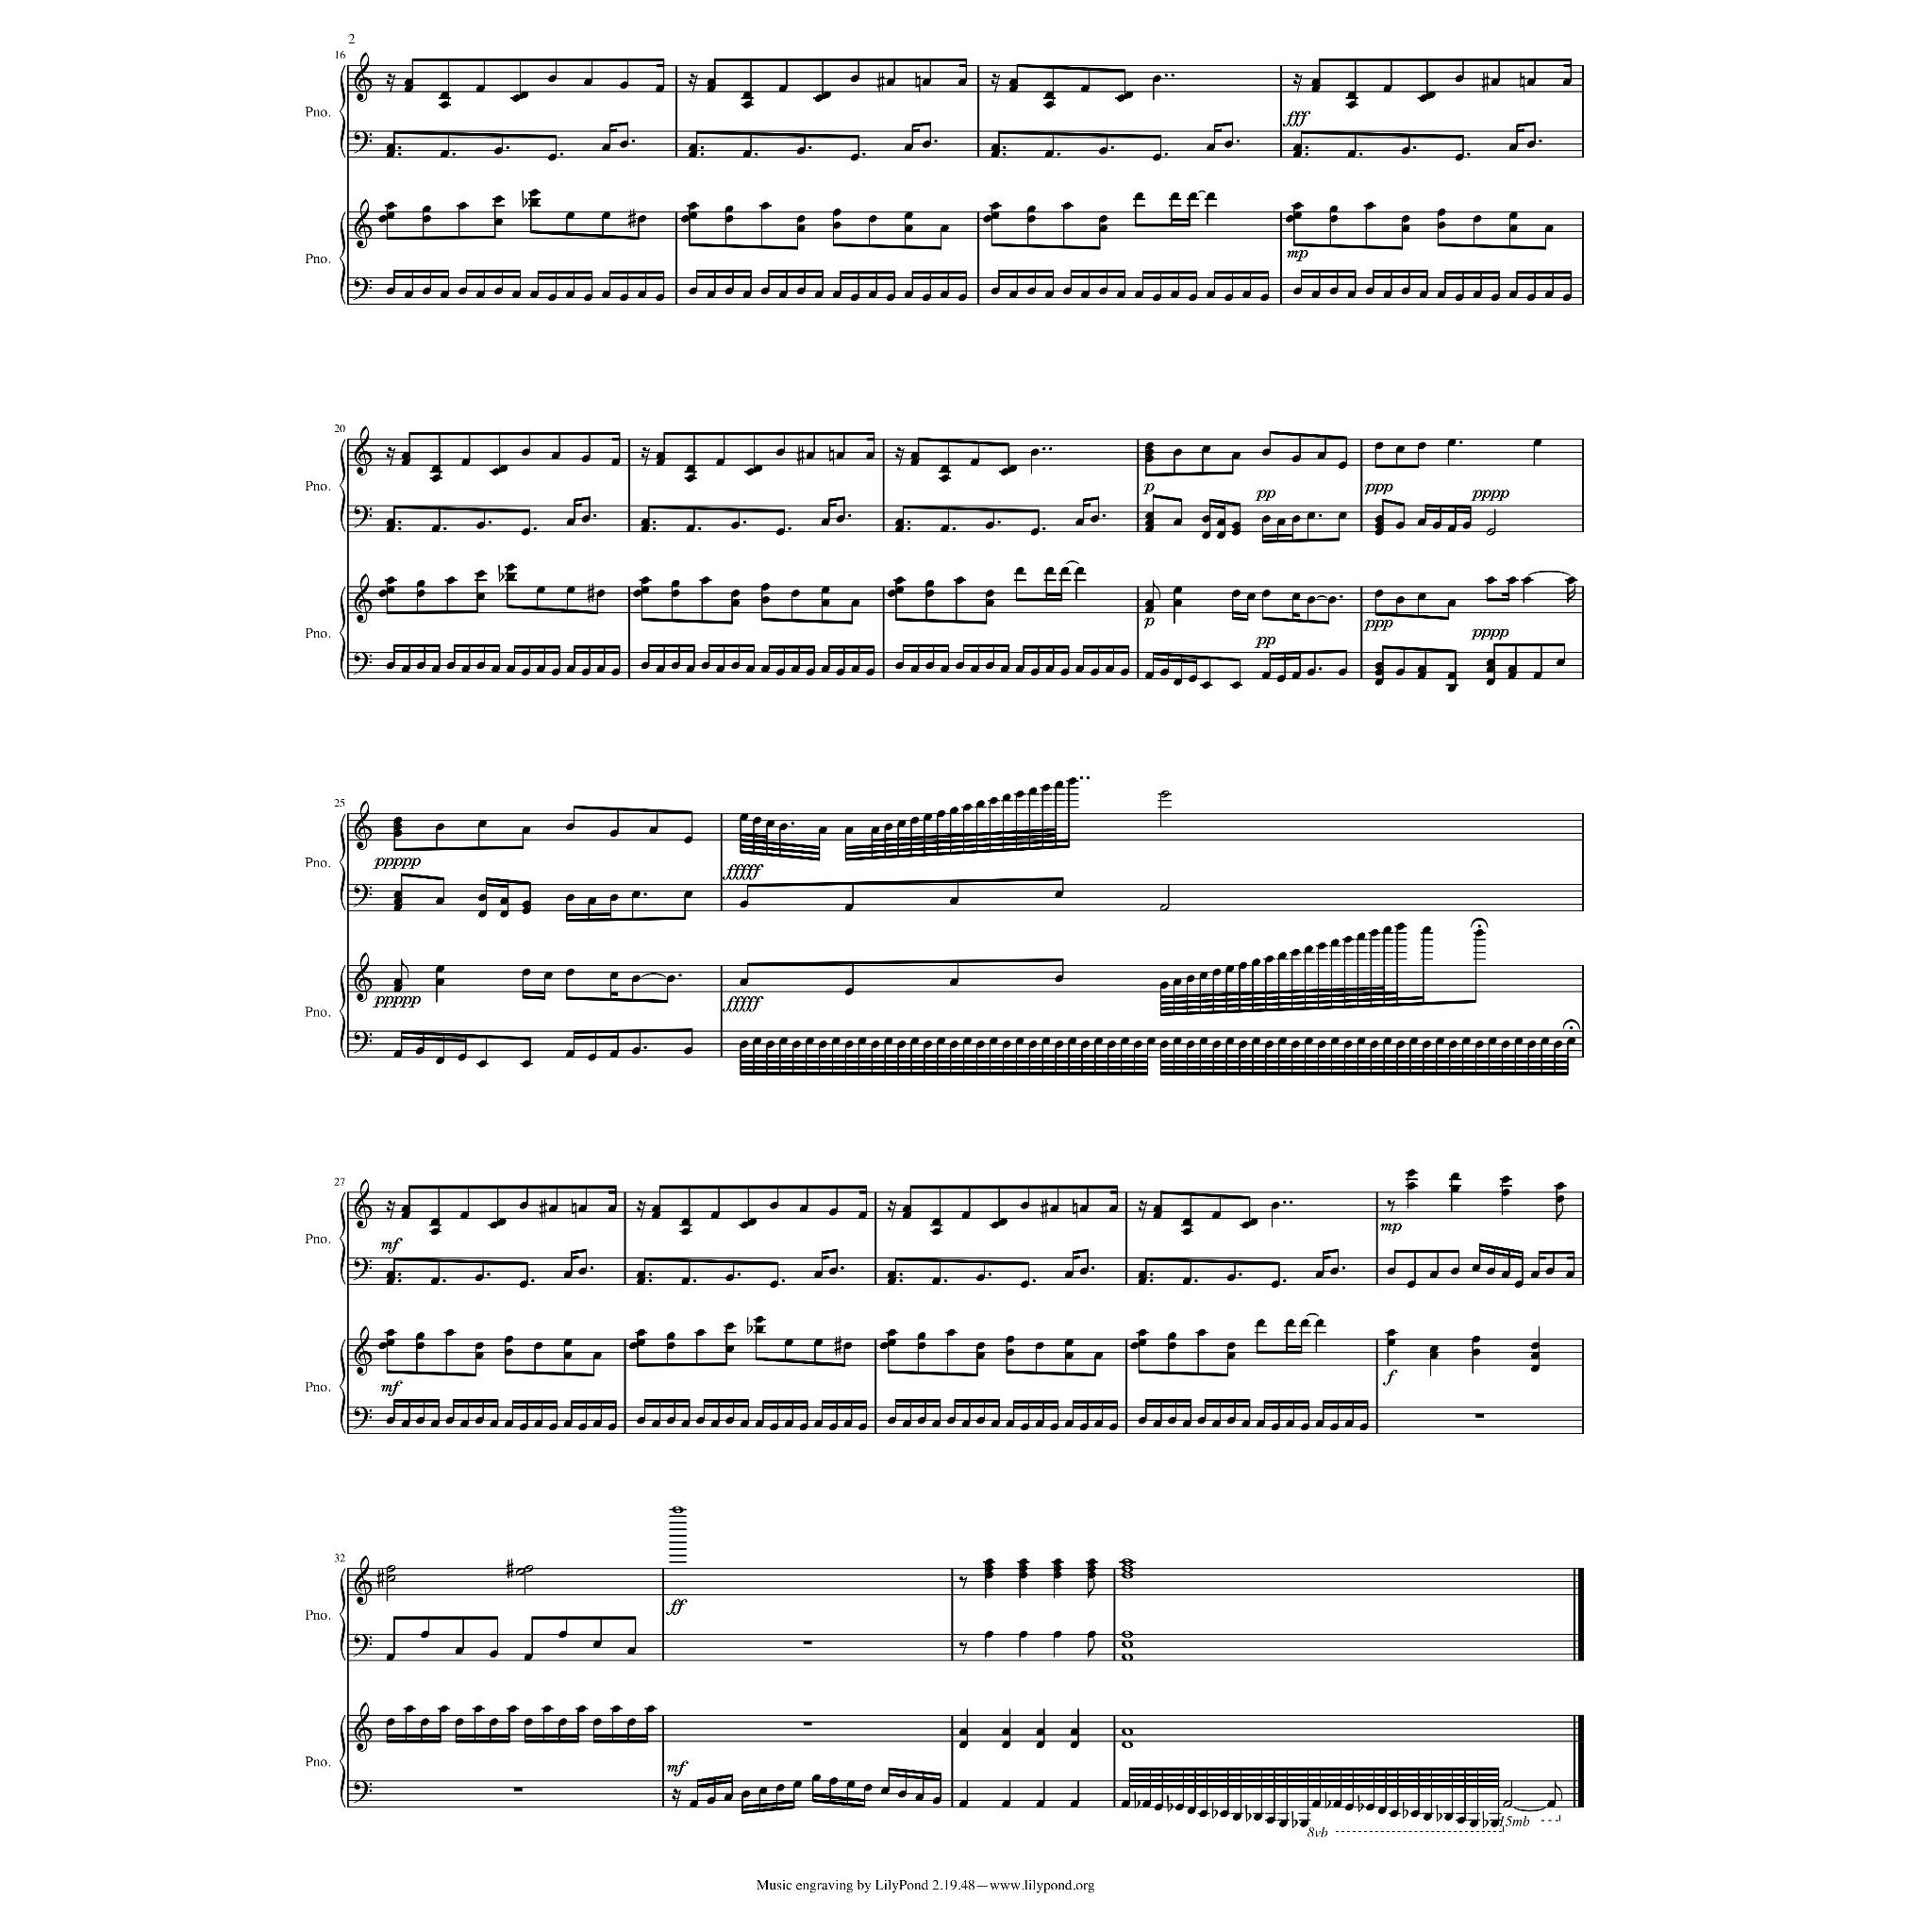 2
16
Pno.
fff
Pno.
mp
20
Pno.
p pp ppp pppp
Pno.
p pp ppp pppp
25
Pno.
ppppp fffff
Pno.
ppppp fffff
27
Pno.
mf mp
Pno.
mf f
32
Pno.
ff
Pno.
mf
8vb 15mb
Music engraving by LilyPond 2.19.48—www.lilypond.org